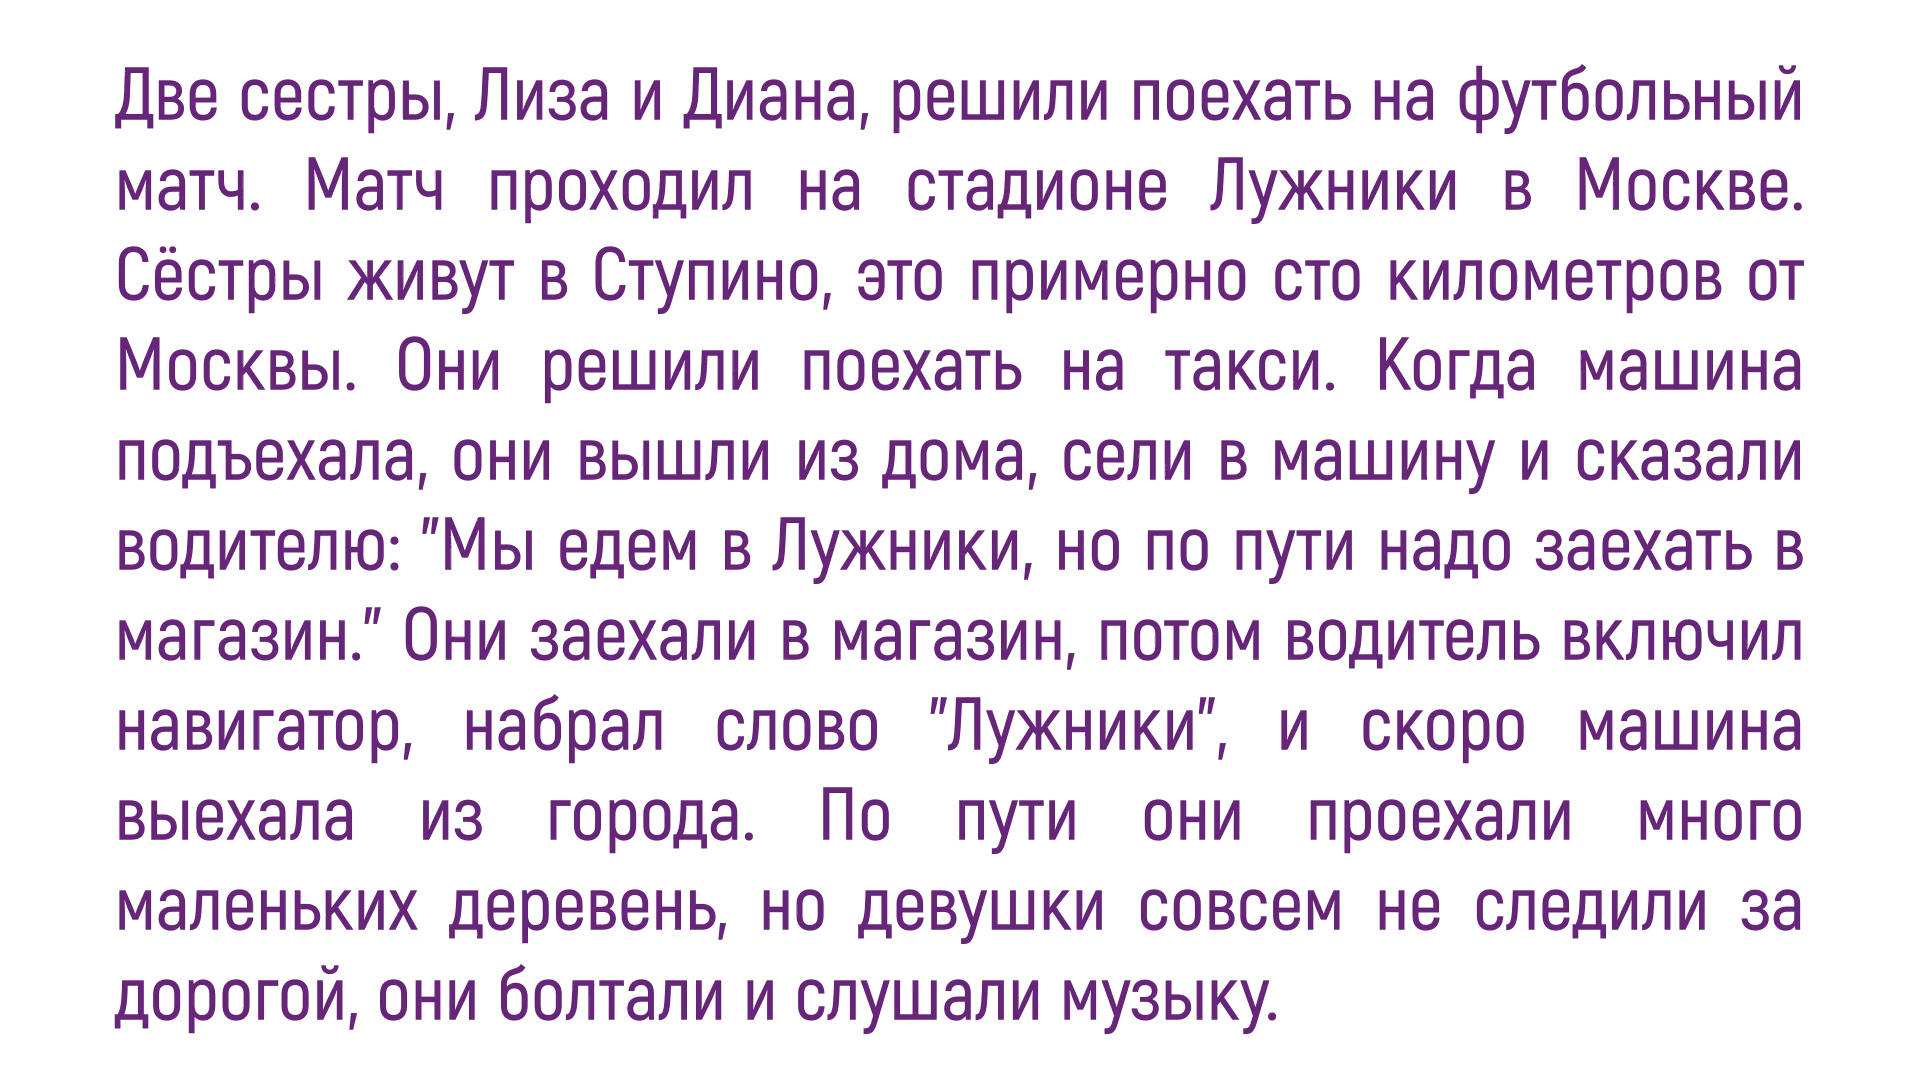 Две сестры, Лиза и Диана, решили поехать на футбольный
матч. Матч проходил на стадионе Лужники в Москве.
Сёстры живут в Ступино, это примерно сто километров от
Москвы. Они решили поехать на такси. Когда машина
подъехала, они вышли из дома, сели в машину и сказали
водителю: "Мы едем в Лужники, но по пути надо заехать в
магазин." Они заехали в магазин, потом водитель включил
навигатор, набрал слово "Лужники", и скоро машина
выехала из города. По пути они проехали много
маленьких деревень, но девушки совсем не следили за
дорогой, они болтали и слушали музыку.